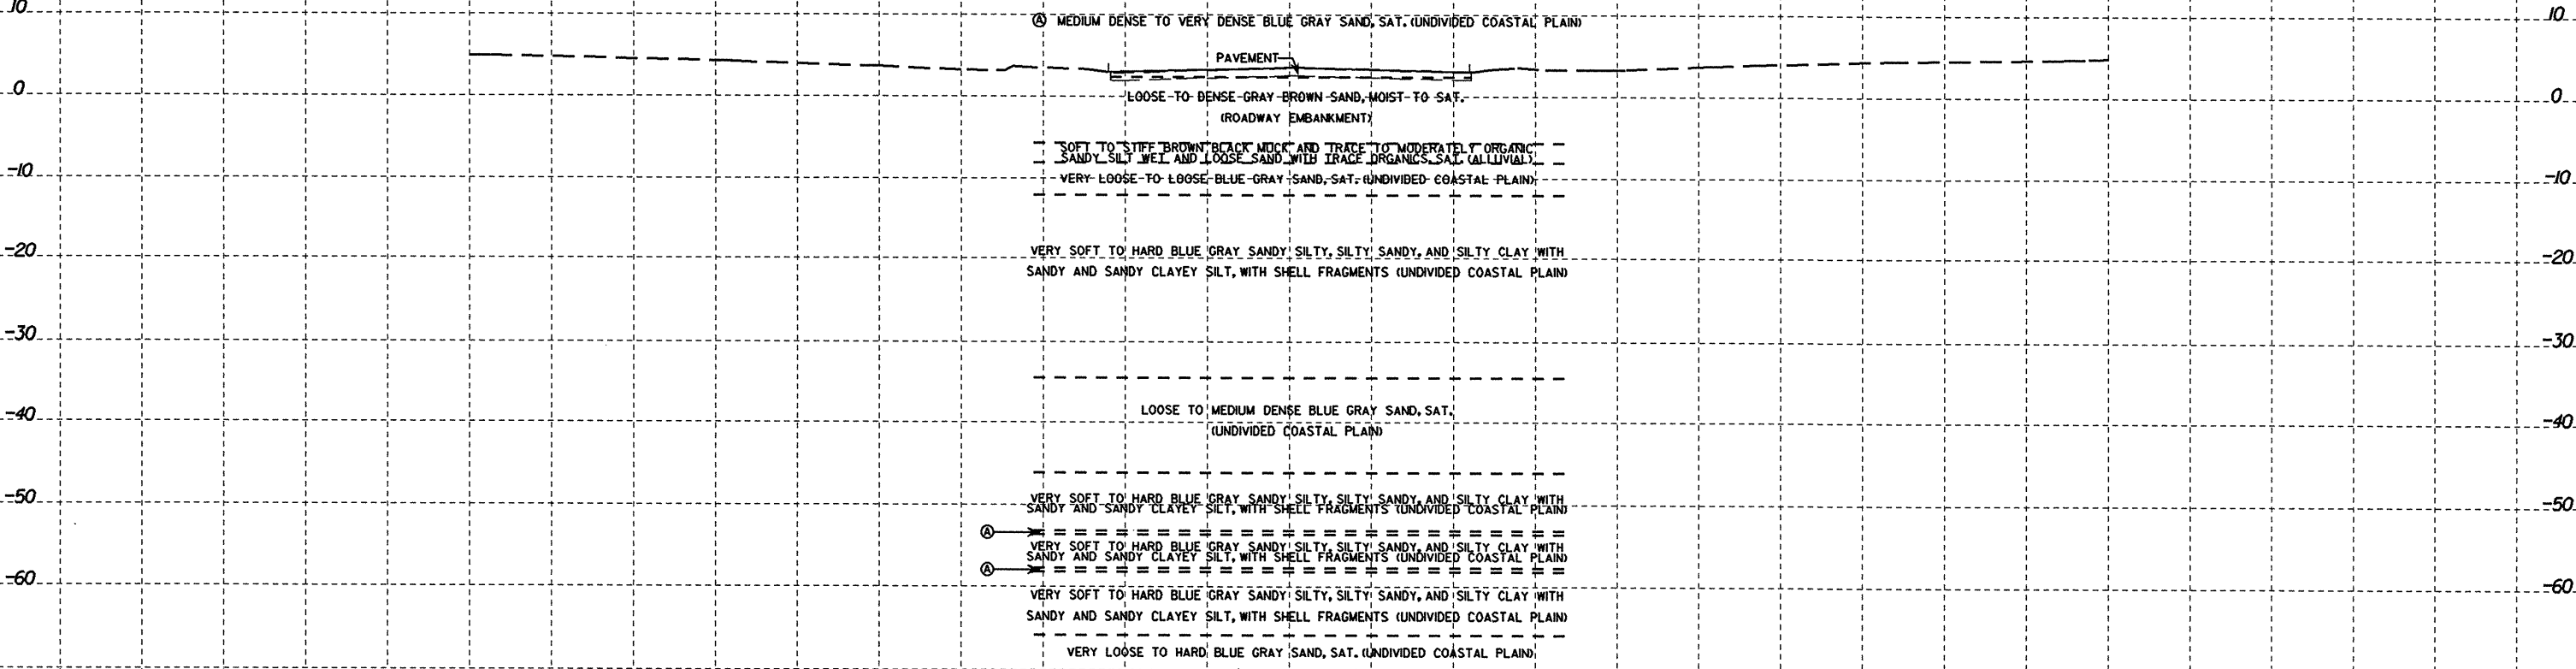 10 10
Ⓐ MEDIUM DENSE TO VERY DENSE BLUE GRAY SAND, SAT. (UNDIVIDED COASTAL PLAIN)
PAVEMENT
0 0
LOOSE TO DENSE GRAY BROWN SAND, MOIST TO SAT.
(ROADWAY EMBANKMENT)
SOFT TO STIFF BROWN BLACK MUCK AND TRACE TO MODERATELY ORGANIC
SANDY SILT WET AND LOOSE SAND WITH TRACE ORGANICS SAT. (ALLUVIAL)
-10 -10
VERY LOOSE TO LOOSE BLUE GRAY SAND, SAT. (UNDIVIDED COASTAL PLAIN)
-20 -20
VERY SOFT TO HARD BLUE GRAY SANDY SILTY, SILTY SANDY, AND SILTY CLAY WITH
SANDY AND SANDY CLAYEY SILT, WITH SHELL FRAGMENTS (UNDIVIDED COASTAL PLAIN)
-30 -30
-40 -40
LOOSE TO MEDIUM DENSE BLUE GRAY SAND, SAT.
(UNDIVIDED COASTAL PLAIN)
-50 -50
VERY SOFT TO HARD BLUE GRAY SANDY SILTY, SILTY SANDY, AND SILTY CLAY WITH
SANDY AND SANDY CLAYEY SILT, WITH SHELL FRAGMENTS (UNDIVIDED COASTAL PLAIN)
Ⓐ
VERY SOFT TO HARD BLUE GRAY SANDY SILTY, SILTY SANDY, AND SILTY CLAY WITH
SANDY AND SANDY CLAYEY SILT, WITH SHELL FRAGMENTS (UNDIVIDED COASTAL PLAIN)
Ⓐ
-60 -60
VERY SOFT TO HARD BLUE GRAY SANDY SILTY, SILTY SANDY, AND SILTY CLAY WITH
SANDY AND SANDY CLAYEY SILT, WITH SHELL FRAGMENTS (UNDIVIDED COASTAL PLAIN)
VERY LOOSE TO HARD BLUE GRAY SAND, SAT. (UNDIVIDED COASTAL PLAIN)